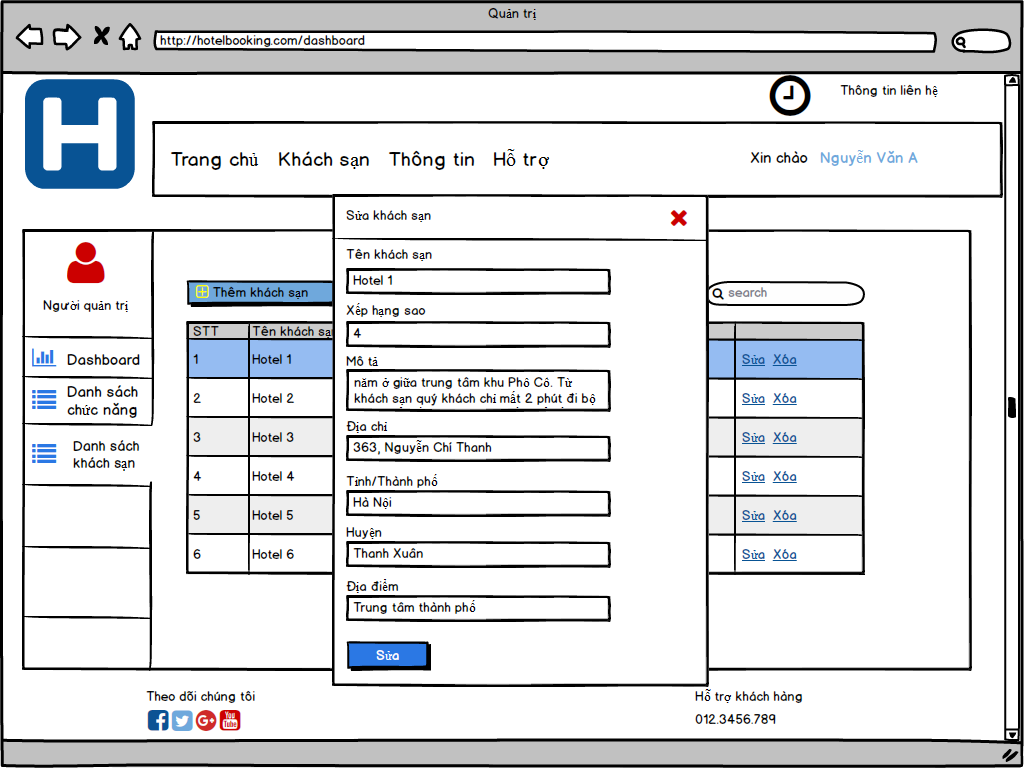 Quản trị
http://hotelbooking.com/dashboard
H
Thông tin liên hệ
Trang chủ Khách sạn Thông tin Hỗ trợ
Xin chào Nguyễn Văn A
Người quản trị
Dashboard
Danh sách
chức năng
Danh sách
khách sạn
Thêm khách sạn
search
STT Tên khách
1 Hotel 1 Sửa Xóa
2 Hotel 2 Sửa Xóa
3 Hotel 3 Sửa Xóa
4 Hotel 4 Sửa Xóa
5 Hotel 5 Sửa Xóa
6 Hotel 6 Sửa Xóa
Sửa khách sạn
Tên khách sạn
Hotel 1
Xếp hạng sao
4
Mô tả
nằm ở giữa trung tâm khu Phố Cổ. Từ
khách sạn quý khách chỉ mất 2 phút đi bộ
Địa chỉ
363, Nguyễn Chí Thanh
Tỉnh/Thành phố
Hà Nội
Huyện
Thanh Xuân
Địa điểm
Trung tâm thành phố
Sửa
Theo dõi chúng tôi
You
Tube
Hỗ trợ khách hàng
012.3456.789